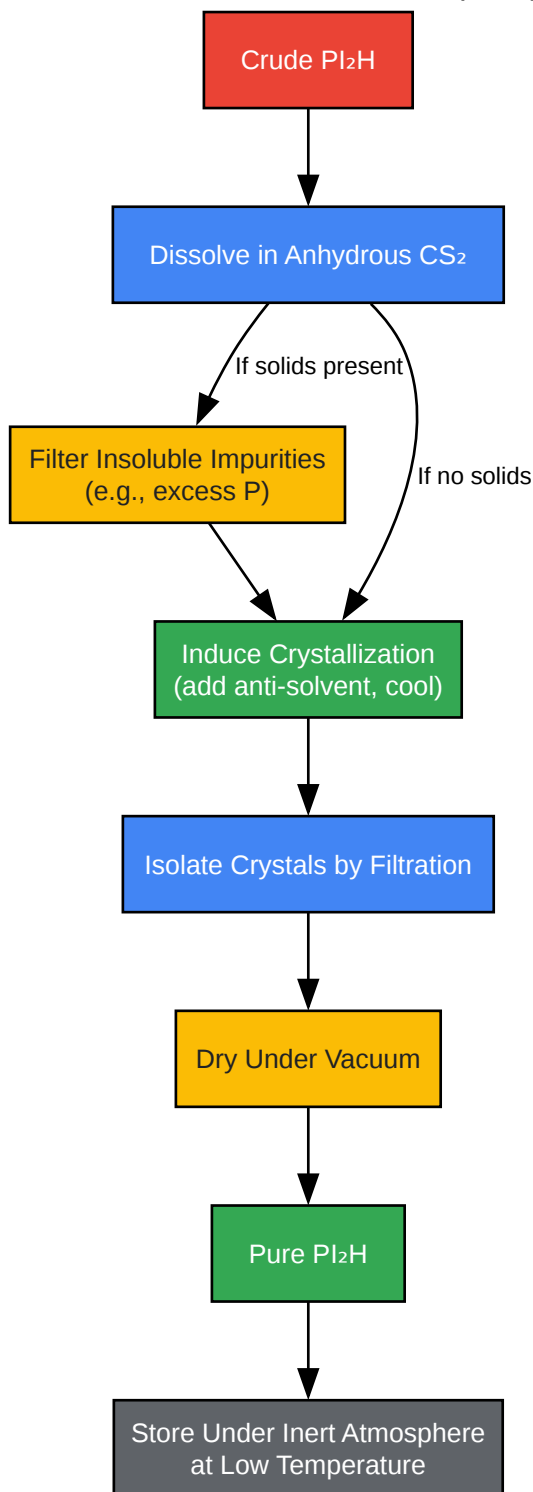 Crude PI₂H
Dissolve in Anhydrous CS₂
If solids present
Filter Insoluble Impurities
(e.g., excess P)
If no solids
Induce Crystallization
(add anti-solvent, cool)
Isolate Crystals by Filtration
Dry Under Vacuum
Pure PI₂H
Store Under Inert Atmosphere
at Low Temperature